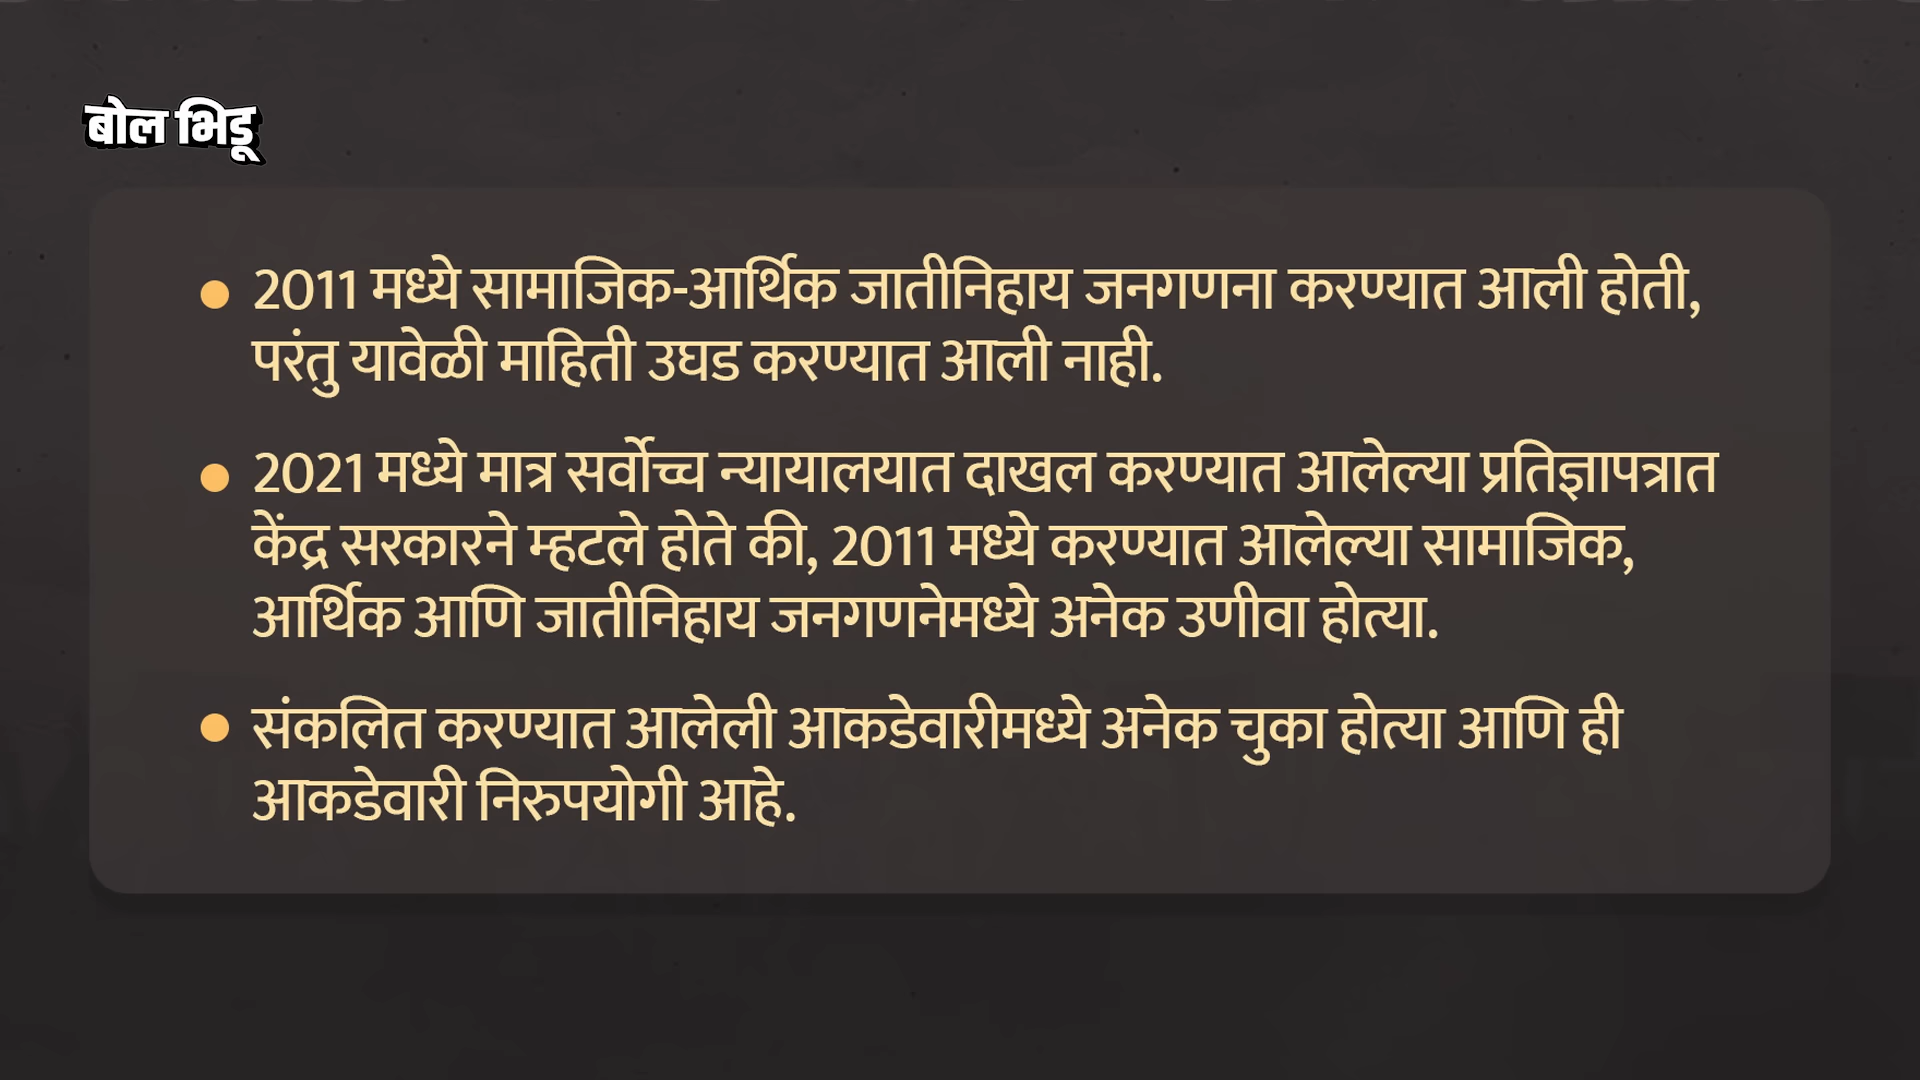 बोल भिडू
• 2011 मध्ये सामाजिक-आर्थिक जातीनिहाय जनगणना करण्यात आली होती,
परंतु यावेळी माहिती उघड करण्यात आली नाही.
• 2021 मध्ये मात्र सर्वोच्च न्यायालयात दाखल करण्यात आलेल्या प्रतिज्ञापत्रात
केंद्र सरकारने म्हटले होते की, 2011 मध्ये करण्यात आलेल्या सामाजिक,
आर्थिक आणि जातीनिहाय जनगणनेमध्ये अनेक उणीवा होत्या.
• संकलित करण्यात आलेली आकडेवारीमध्ये अनेक चुका होत्या आणि ही
आकडेवारी निरुपयोगी आहे.